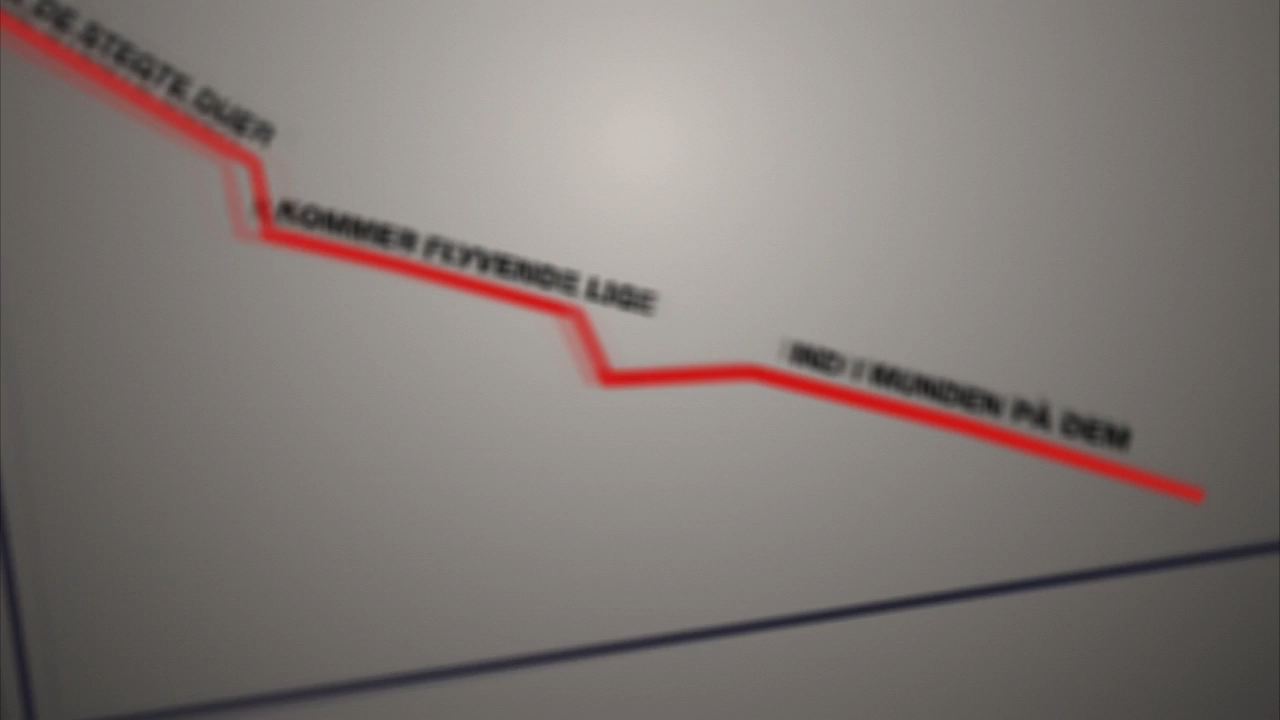 DE STEGTE DUER
KOMMER FLYVENDE LIGE
IND I MUNDEN PÅ DEM